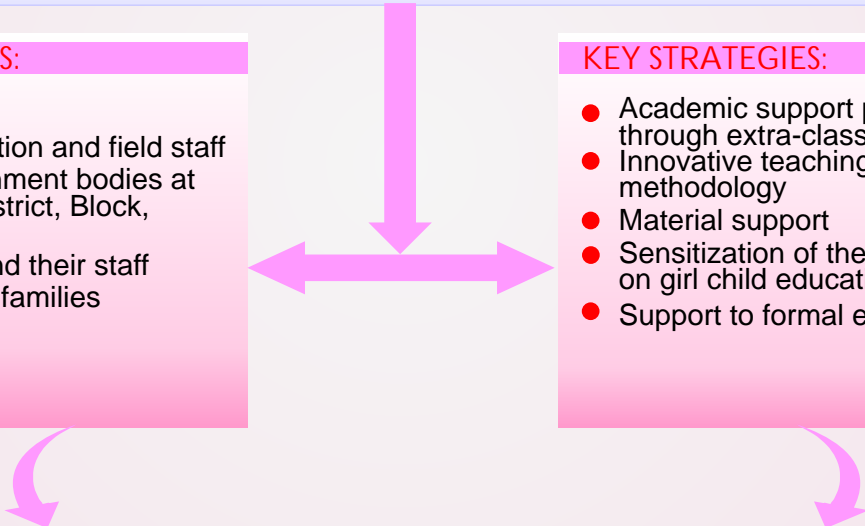 S:
tion and field staff
nment bodies at
strict, Block,
nd their staff
families
KEY STRATEGIES:
Academic support p
through extra-class
Innovative teaching
methodology
Material support
Sensitization of the
on girl child educat
Support to formal e